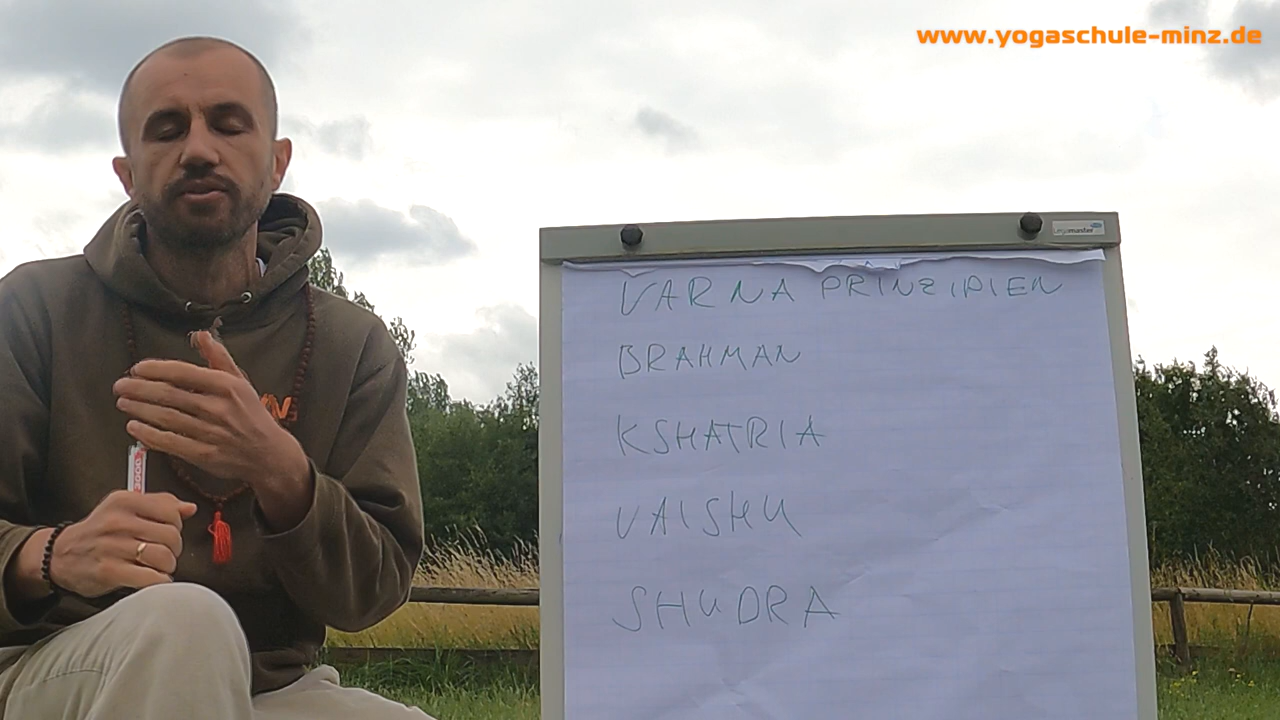 www.yogaschule-minz.de
VARNA PRINZIPIEN
BRAHMAN
KSHATRIA
VAISHU
SHUDRA